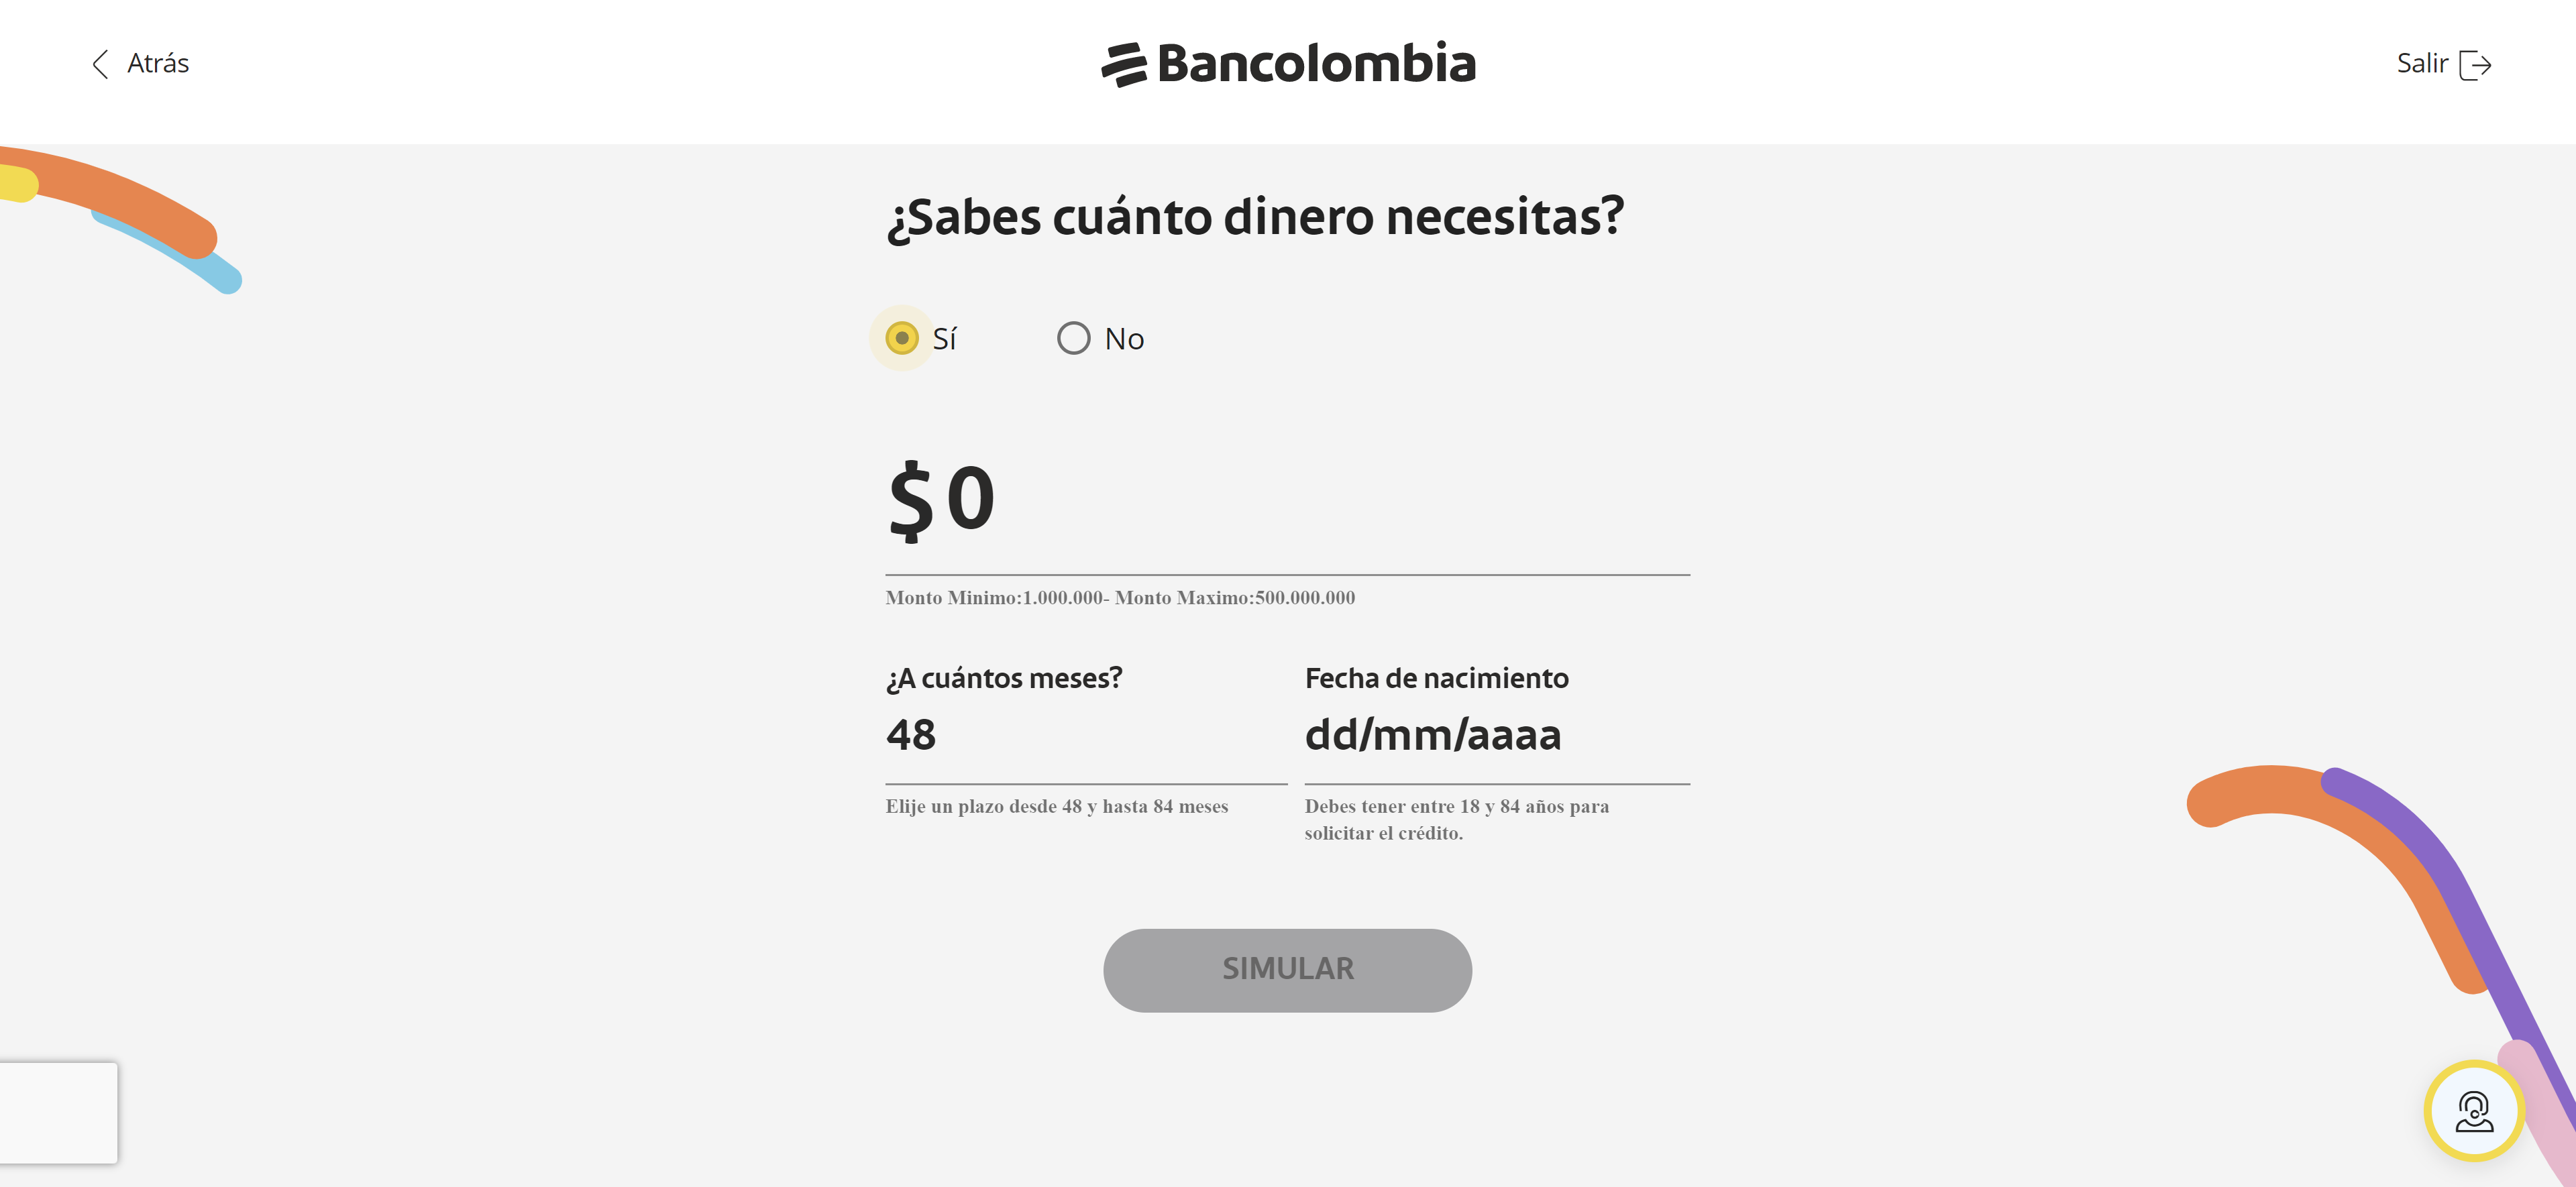 Atrás
Bancolombia
Salir
¿Sabes cuánto dinero necesitas?
Sí
No
$ 0
Monto Minimo:1.000.000- Monto Maximo:500.000.000
¿A cuántos meses?
48
Elije un plazo desde 48 y hasta 84 meses
Fecha de nacimiento
dd/mm/aaaa
Debes tener entre 18 y 84 años para
solicitar el crédito.
SIMULAR